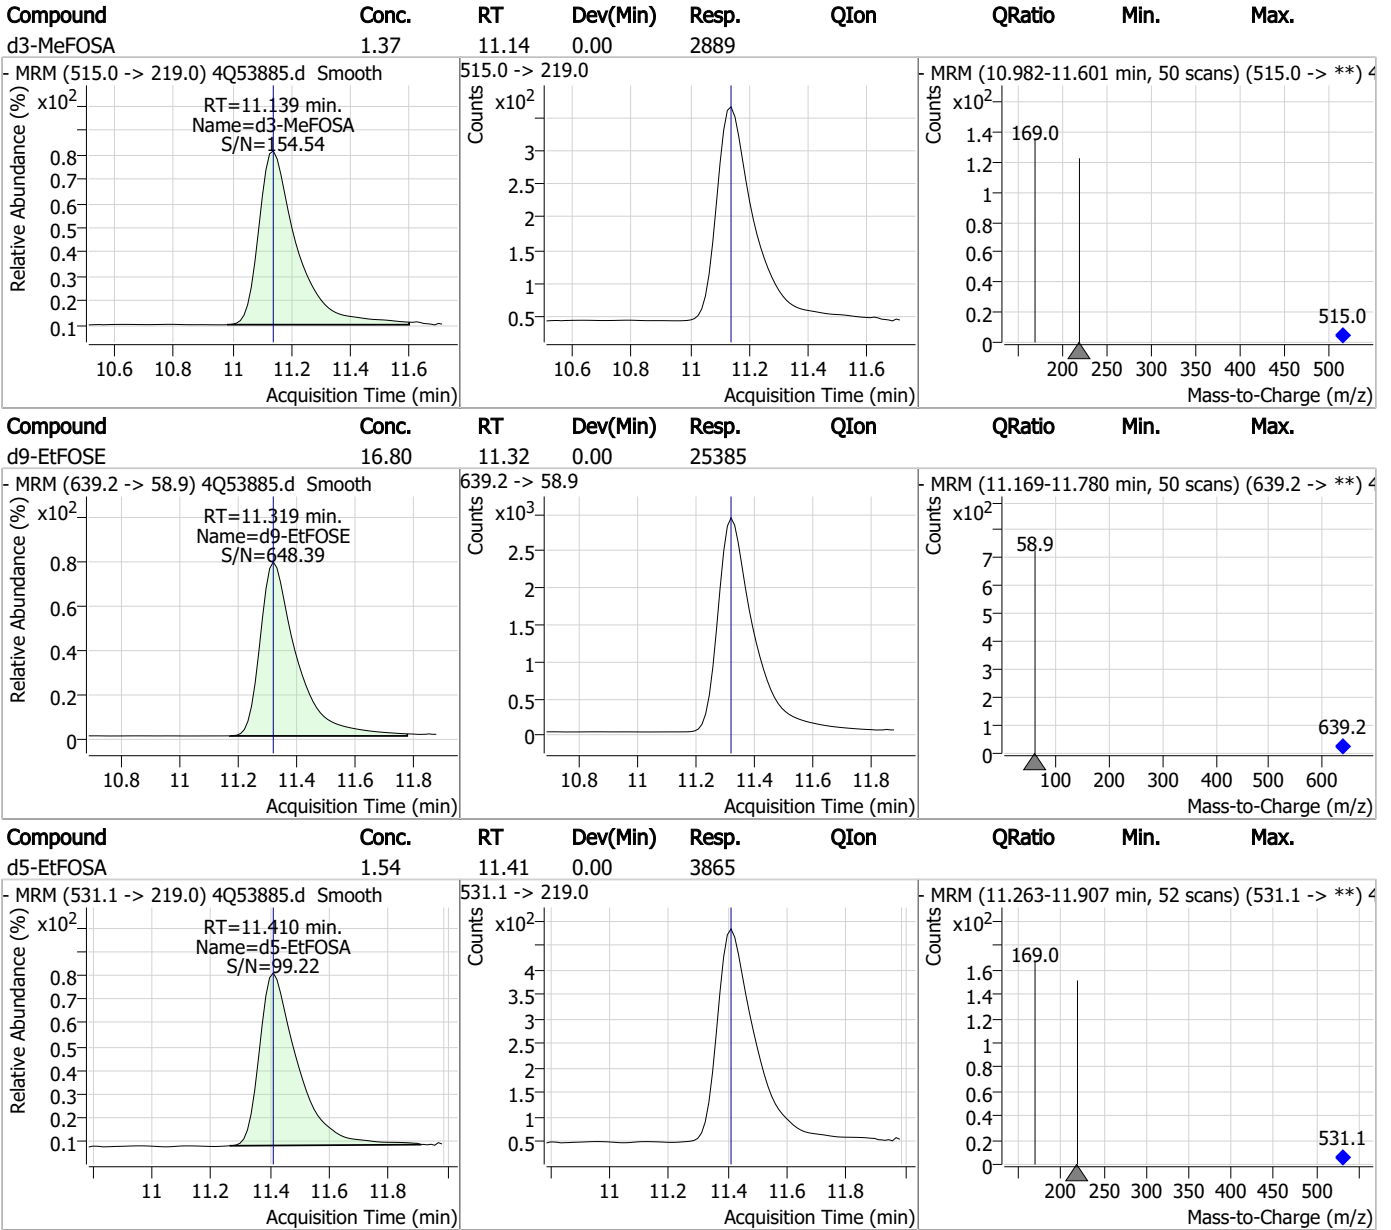 Compound Conc. RT Dev(Min) Resp. QIon QRatio Min. Max.
d3-MeFOSA 1.37 11.14 0.00 2889
- MRM (515.0 -> 219.0) 4Q53885.d Smooth
Relative Abundance (%)
x10²
RT=11.139 min.
Name=d3-MeFOSA
S/N=154.54
0.8
0.7
0.6
0.5
0.4
0.3
0.2
0.1
10.6 10.8 11 11.2 11.4 11.6
Acquisition Time (min)
515.0 -> 219.0
Counts
x10²
3
2.5
2
1.5
1
0.5
10.6 10.8 11 11.2 11.4 11.6
Acquisition Time (min)
- MRM (10.982-11.601 min, 50 scans) (515.0 -> **) 4
Counts
x10²
1.4
1.2
1
0.8
0.6
0.4
0.2
0
169.0
515.0
200 250 300 350 400 450 500
Mass-to-Charge (m/z)
Compound Conc. RT Dev(Min) Resp. QIon QRatio Min. Max.
d9-EtFOSE 16.80 11.32 0.00 25385
- MRM (639.2 -> 58.9) 4Q53885.d Smooth
Relative Abundance (%)
x10²
RT=11.319 min.
Name=d9-EtFOSE
S/N=648.39
0.8
0.6
0.4
0.2
0
10.8 11 11.2 11.4 11.6 11.8
Acquisition Time (min)
639.2 -> 58.9
Counts
x10³
2.5
2
1.5
1
0.5
0
10.8 11 11.2 11.4 11.6 11.8
Acquisition Time (min)
- MRM (11.169-11.780 min, 50 scans) (639.2 -> **) 4
Counts
x10²
7
6
5
4
3
2
1
0
58.9
639.2
100 200 300 400 500 600
Mass-to-Charge (m/z)
Compound Conc. RT Dev(Min) Resp. QIon QRatio Min. Max.
d5-EtFOSA 1.54 11.41 0.00 3865
- MRM (531.1 -> 219.0) 4Q53885.d Smooth
Relative Abundance (%)
x10²
RT=11.410 min.
Name=d5-EtFOSA
S/N=99.22
0.8
0.7
0.6
0.5
0.4
0.3
0.2
0.1
11 11.2 11.4 11.6 11.8
Acquisition Time (min)
531.1 -> 219.0
Counts
x10²
4
3.5
3
2.5
2
1.5
1
0.5
11 11.2 11.4 11.6 11.8
Acquisition Time (min)
- MRM (11.263-11.907 min, 52 scans) (531.1 -> **) 4
Counts
x10²
1.6
1.4
1.2
1
0.8
0.6
0.4
0.2
0
169.0
531.1
200 250 300 350 400 450 500
Mass-to-Charge (m/z)